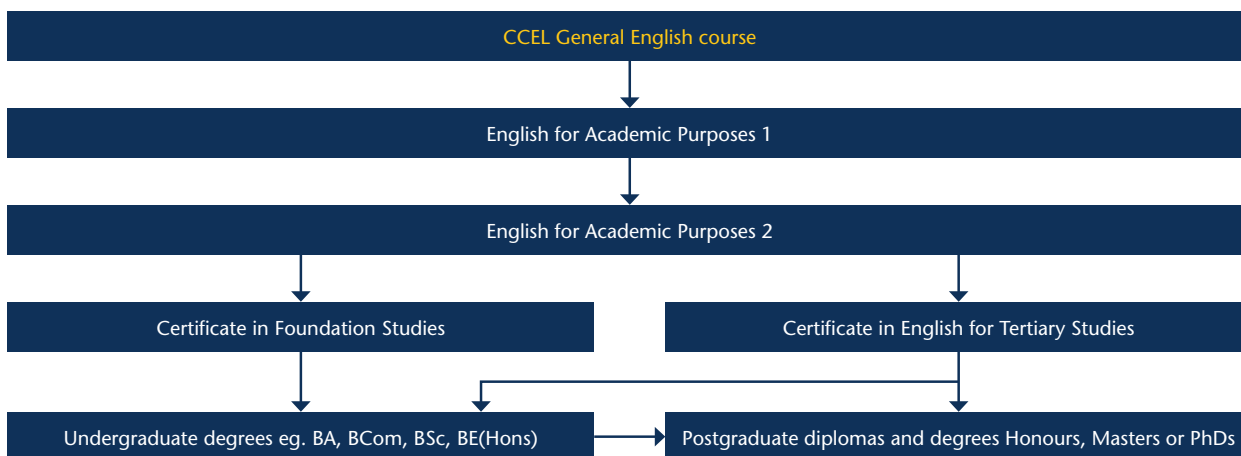 CCEL General English course
English for Academic Purposes 1
English for Academic Purposes 2
Certificate in Foundation Studies
Certificate in English for Tertiary Studies
Undergraduate degrees eg. BA, BCom, BSc, BE(Hons)
Postgraduate diplomas and degrees Honours, Masters or PhDs